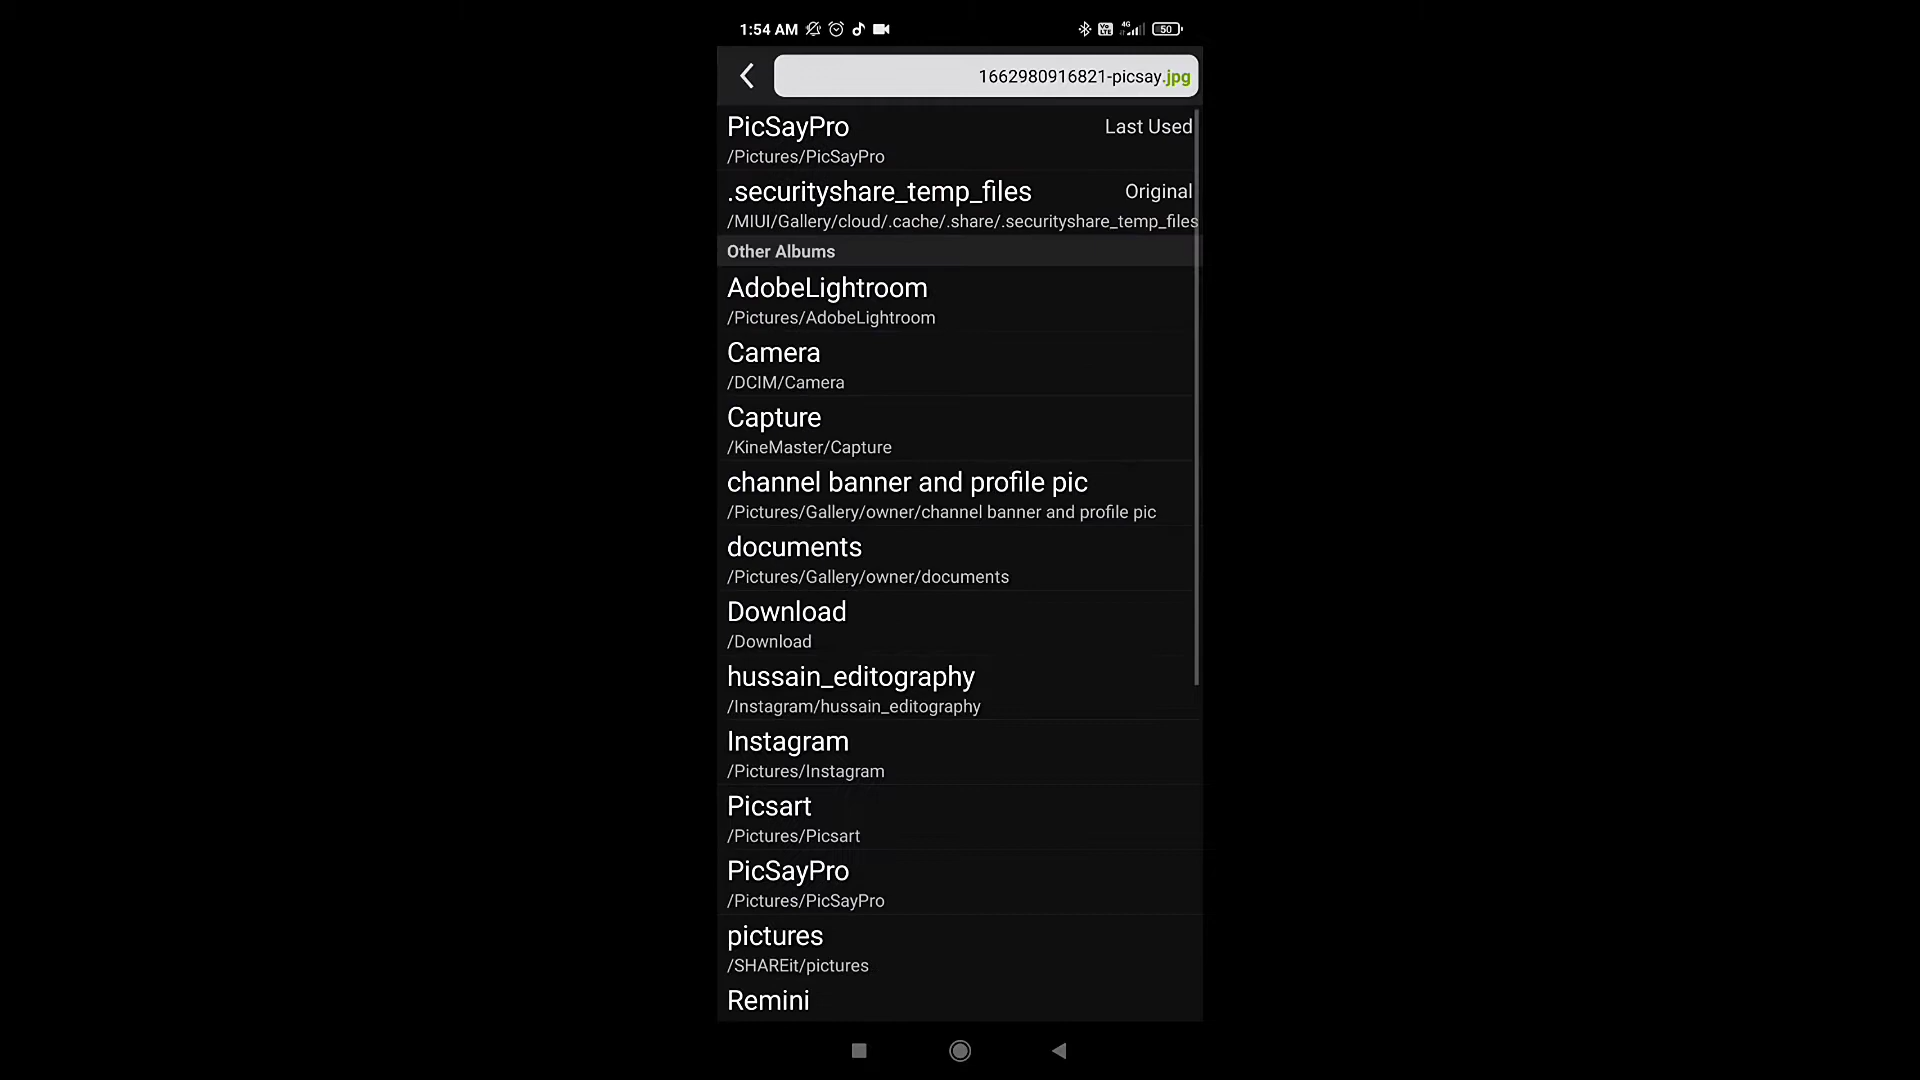 1:54 AM 4G 50
1662980916821-picsay.jpg
PicSayPro Last Used
/Pictures/PicSayPro
.securityshare_temp_files Original
/MIUI/Gallery/cloud/.cache/.share/.securityshare_temp_files
Other Albums
AdobeLightroom
/Pictures/AdobeLightroom
Camera
/DCIM/Camera
Capture
/KineMaster/Capture
channel banner and profile pic
/Pictures/Gallery/owner/channel banner and profile pic
documents
/Pictures/Gallery/owner/documents
Download
/Download
hussain_editography
/Instagram/hussain_editography
Instagram
/Pictures/Instagram
Picsart
/Pictures/Picsart
PicSayPro
/Pictures/PicSayPro
pictures
/SHAREit/pictures
Remini